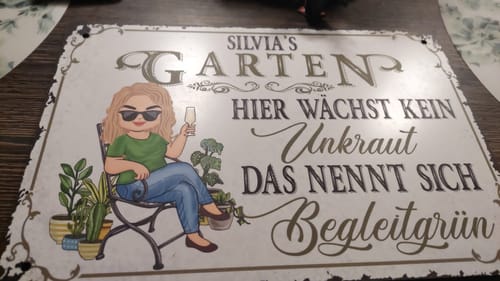 SILVIA'S
GARTEN
HIER WÄCHST KEIN
Unkraut
DAS NENNT SICH
Begleitgrün